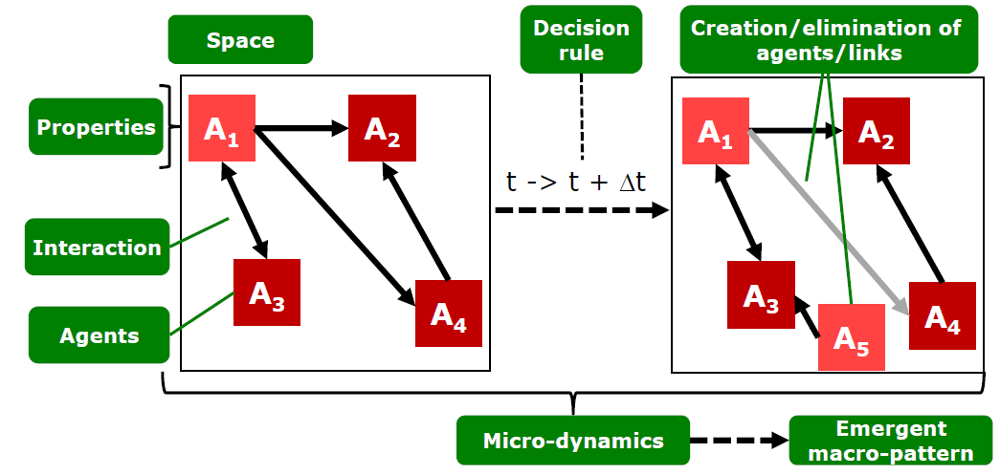 Space
Decision
rule
Creation/elimination of
agents/links
Properties
A1
A2
Interaction
A3
A4
Agents
t -> t + Δt
A1
A2
A3
A5
A4
Micro-dynamics
Emergent
macro-pattern